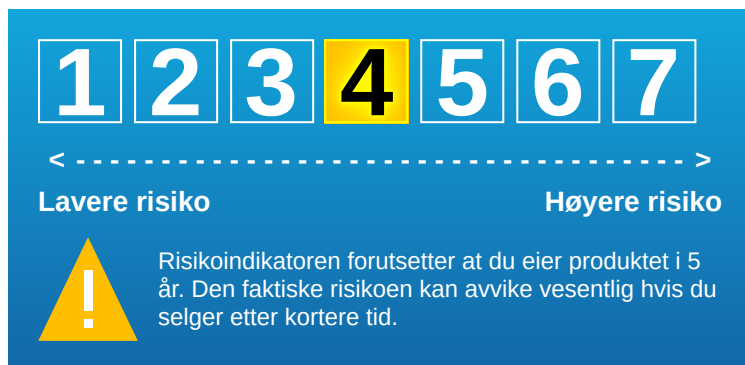 1 2 3 4 5 6 7
< - - - - - - - - - - - - - - - - - - - - - - - - - - - - - - - - - - - - >
Lavere risiko Høyere risiko
!
Risikoindikatoren forutsetter at du eier produktet i 5
år. Den faktiske risikoen kan avvike vesentlig hvis du
selger etter kortere tid.